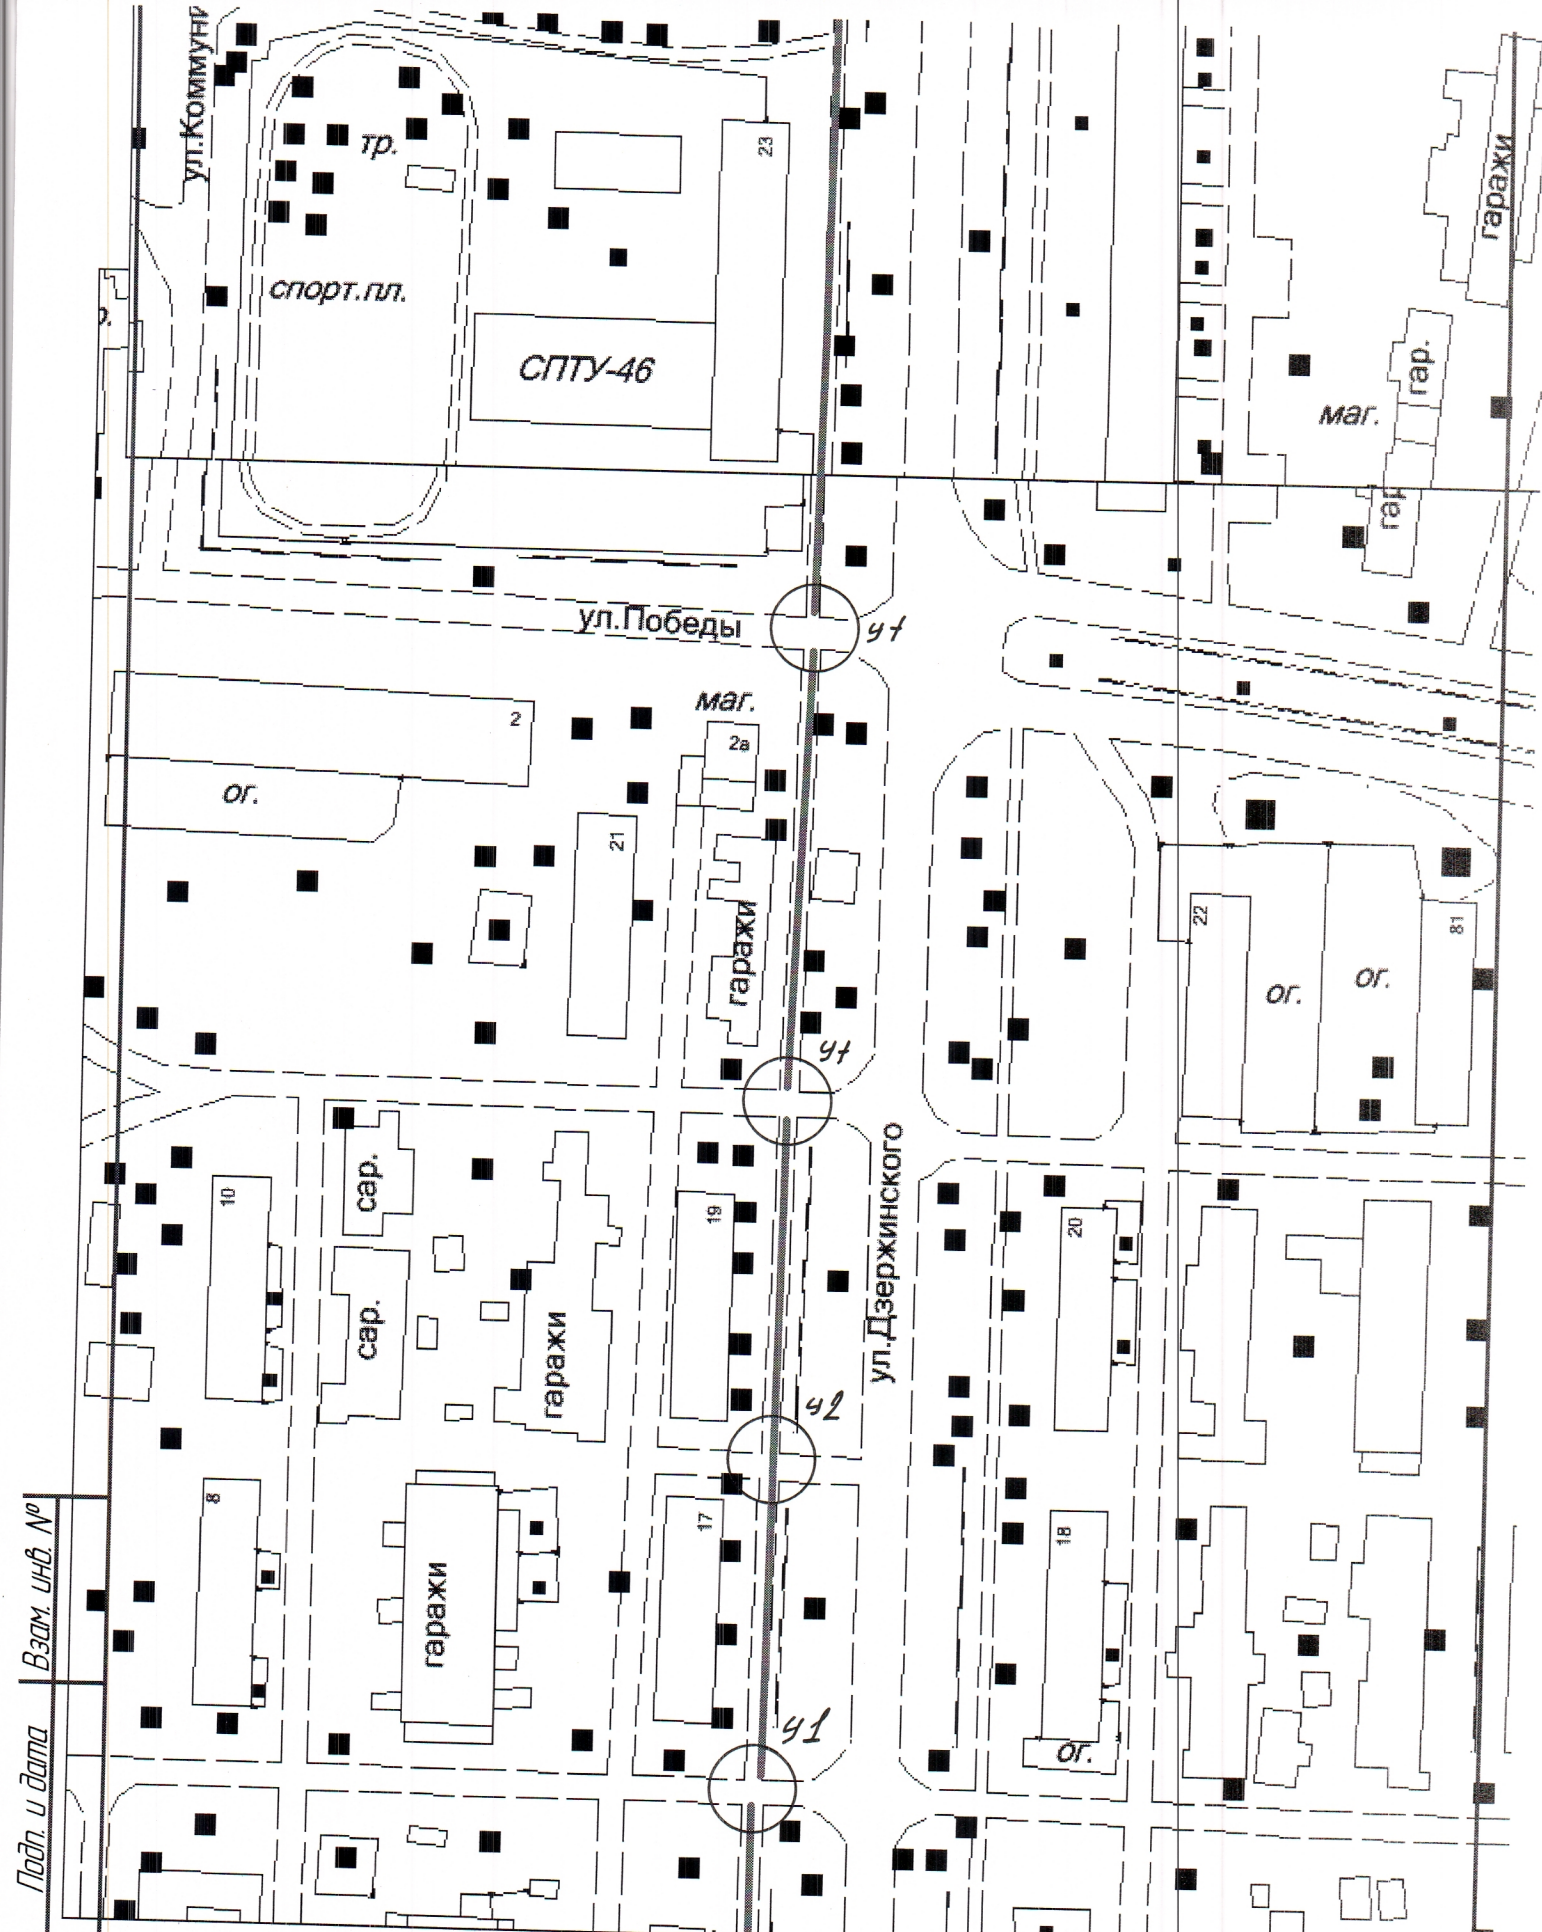 ул.Коммуни
тр.
23
гаражи
спорт.пл.
СПТУ-46
гар.
маг.
гар
ул.Победы
у1
2
маг.
2а
ог.
21
гаражи
22
81
ог.
ог.
у1
10
сар.
19
ул.Дзержинского
20
сар.
гаражи
у2
8
17
18
гаражи
у1
ог.
Взам. инв. №
Подп. и дата